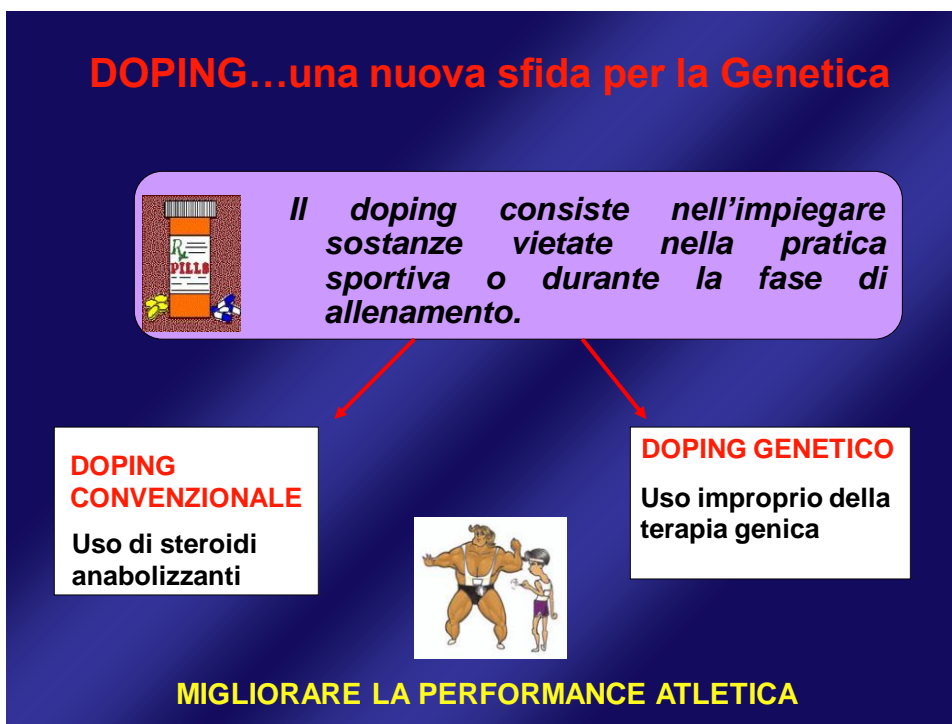 DOPING…una nuova sfida per la Genetica
Il doping consiste nell’impiegare
sostanze vietate nella pratica
sportiva o durante la fase di
allenamento.
Rx
PILLS
DOPING
CONVENZIONALE
Uso di steroidi
anabolizzanti
DOPING GENETICO
Uso improprio della
terapia genica
MIGLIORARE LA PERFORMANCE ATLETICA